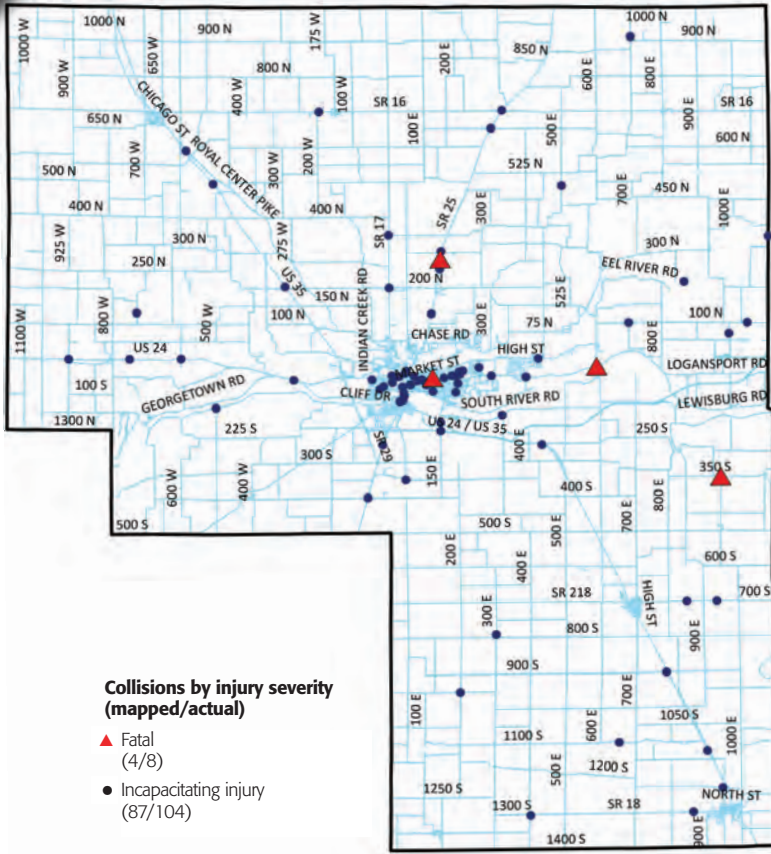 1000 N
900 N
1000 N
900 N
1000 W
650 W
175 W
850 N
200 E
600 E
800 E
800 N
900 W
400 W
100 W
SR 16
SR 16
CHICAGO ST
650 N
100 E
500 E
900 E
600 N
ROYAL CENTER PIKE
700 W
300 W
200 W
525 N
500 N
450 N
700 E
1000 E
400 N
400 N
SR 25
300 E
SR 17
925 W
300 N
275 W
300 N
250 N
EEL RIVER RD
US 35
200 N
150 N
INDIAN CREEK RD
525 E
800 W
500 W
100 N
100 N
1100 W
CHASE RD
300 E
75 N
800 E
US 24
HIGH ST
MARKET ST
LOGANSPORT RD
100 S
GEORGETOWN RD
CLIFF DR
SOUTH RIVER RD
LEWISBURG RD
1300 N
225 S
US 24 / US 35
250 S
SR 29
300 S
400 E
150 E
350 S
600 W
400 W
400 S
800 E
500 S
500 S
500 E
700 E
200 E
400 E
600 S
SR 218
HIGH ST
700 S
300 E
800 S
900 E
900 S
700 E
Collisions by injury severity
(mapped/actual)
Fatal
(4/8)
Incapacitating injury
(87/104)
100 E
1050 S
1100 S
600 E
1000 E
500 E
1200 S
1250 S
NORTH ST
1300 S
SR 18
900 E
1400 S